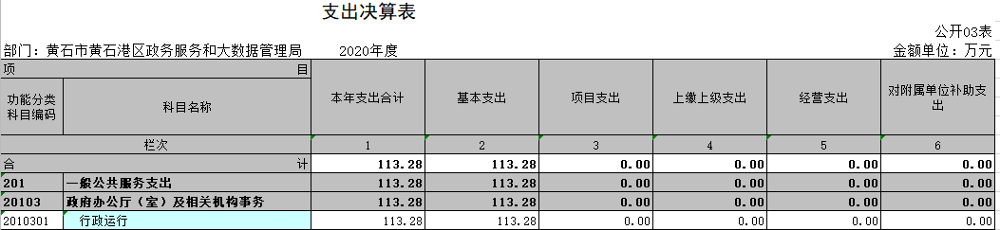 支出决算表
公开03表
部门：黄石市黄石港区政务服务和大数据管理局 2020年度 金额单位：万元
项 目 本年支出合计 基本支出 项目支出 上缴上级支出 经营支出 对附属单位补助支出
功能分类科目编码 科目名称
栏次 1 2 3 4 5 6
合 计 113.28 113.28 0.00 0.00 0.00 0.00
201 一般公共服务支出 113.28 113.28 0.00 0.00 0.00 0.00
20103 政府办公厅（室）及相关机构事务 113.28 113.28 0.00 0.00 0.00 0.00
2010301 行政运行 113.28 113.28 0.00 0.00 0.00 0.00